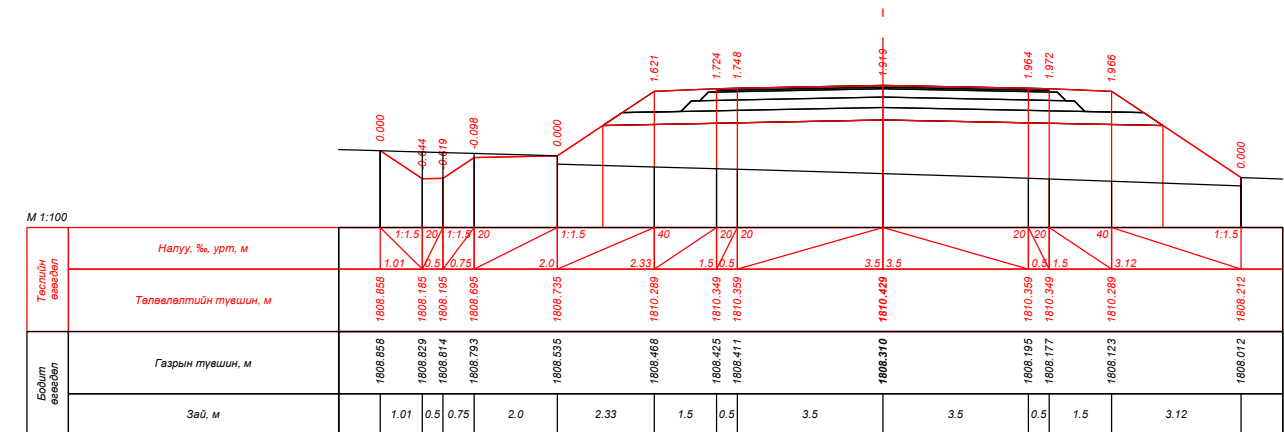 1.621
1.724
1.748
1.919
1.964
1.972
1.966
0.000
-0.644
-0.619
-0.098
0.000
0.000
М 1:100
Төслийн өгөгдөл
Налуу, ‰, урт, м
1:1.5 20 1:1.5 20 1:1.5 40 20 20 20 20 40 1:1.5
1.01 0.5 0.75 2.0 2.33 1.5 0.5 3.5 3.5 0.5 1.5 3.12
Төлөвлөлтийн түвшин, м
1808.858 1808.185 1808.195 1808.695 1808.735 1810.289 1810.349 1810.359 1810.429 1810.359 1810.349 1810.289 1808.212
Бодит өгөгдөл
Газрын түвшин, м
1808.858 1808.829 1808.814 1808.793 1808.535 1808.468 1808.425 1808.411 1808.310 1808.195 1808.177 1808.123 1808.012
Зай, м
1.01 0.5 0.75 2.0 2.33 1.5 0.5 3.5 3.5 0.5 1.5 3.12